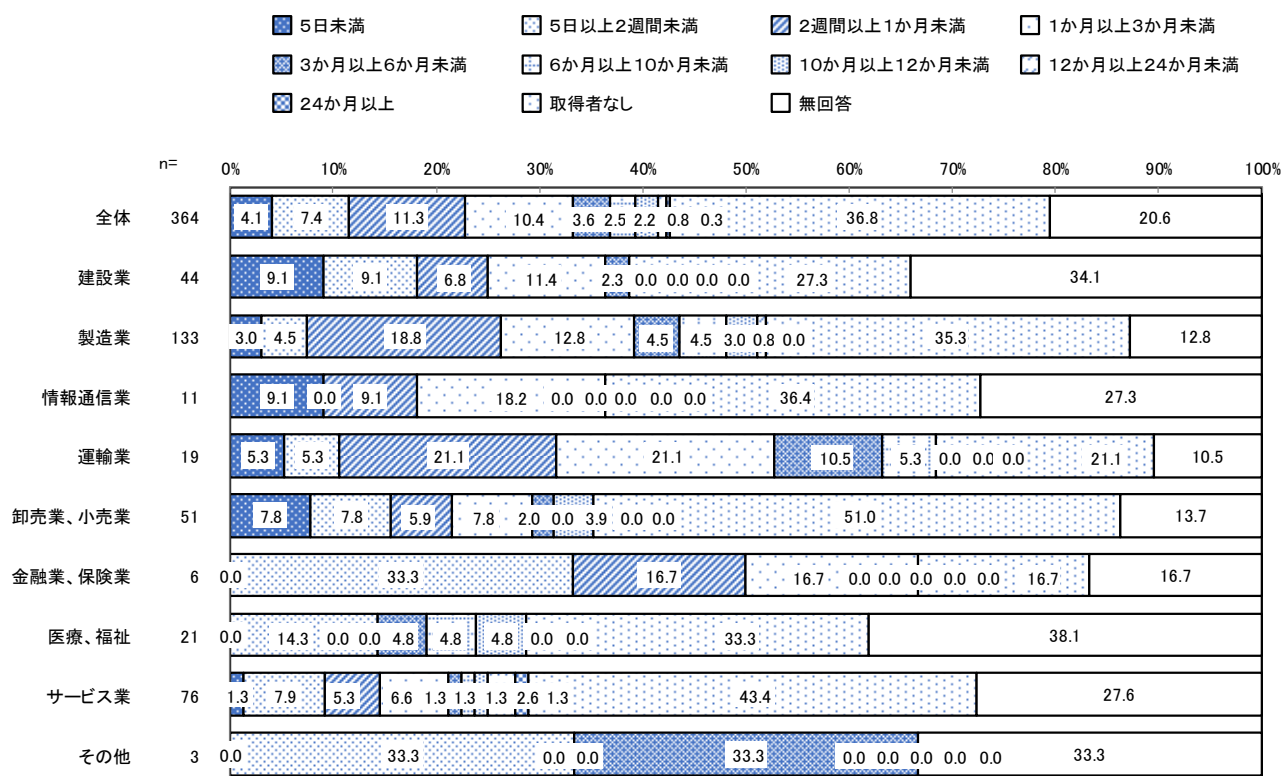 5日未満 5日以上2週間未満 2週間以上1か月未満 1か月以上3か月未満
3か月以上6か月未満 6か月以上10か月未満 10か月以上12か月未満 12か月以上24か月未満
24か月以上 取得者なし 無回答
n= 0% 10% 20% 30% 40% 50% 60% 70% 80% 90% 100%
全体 364 4.1 7.4 11.3 10.4 3.6 2.5 2.2 0.8 0.3 36.8 20.6
建設業 44 9.1 9.1 6.8 11.4 2.3 0.0 0.0 0.0 0.0 27.3 34.1
製造業 133 3.0 4.5 18.8 12.8 4.5 4.5 3.0 0.8 0.0 35.3 12.8
情報通信業 11 9.1 0.0 9.1 18.2 0.0 0.0 0.0 0.0 0.0 36.4 27.3
運輸業 19 5.3 5.3 21.1 21.1 10.5 5.3 0.0 0.0 0.0 21.1 10.5
卸売業、小売業 51 7.8 7.8 5.9 7.8 2.0 0.0 3.9 0.0 0.0 51.0 13.7
金融業、保険業 6 0.0 33.3 16.7 16.7 0.0 0.0 0.0 0.0 0.0 16.7 16.7
医療、福祉 21 0.0 14.3 0.0 0.0 4.8 4.8 4.8 0.0 0.0 33.3 38.1
サービス業 76 1.3 7.9 5.3 6.6 1.3 1.3 1.3 2.6 1.3 43.4 27.6
その他 3 0.0 33.3 0.0 0.0 33.3 0.0 0.0 0.0 0.0 0.0 33.3